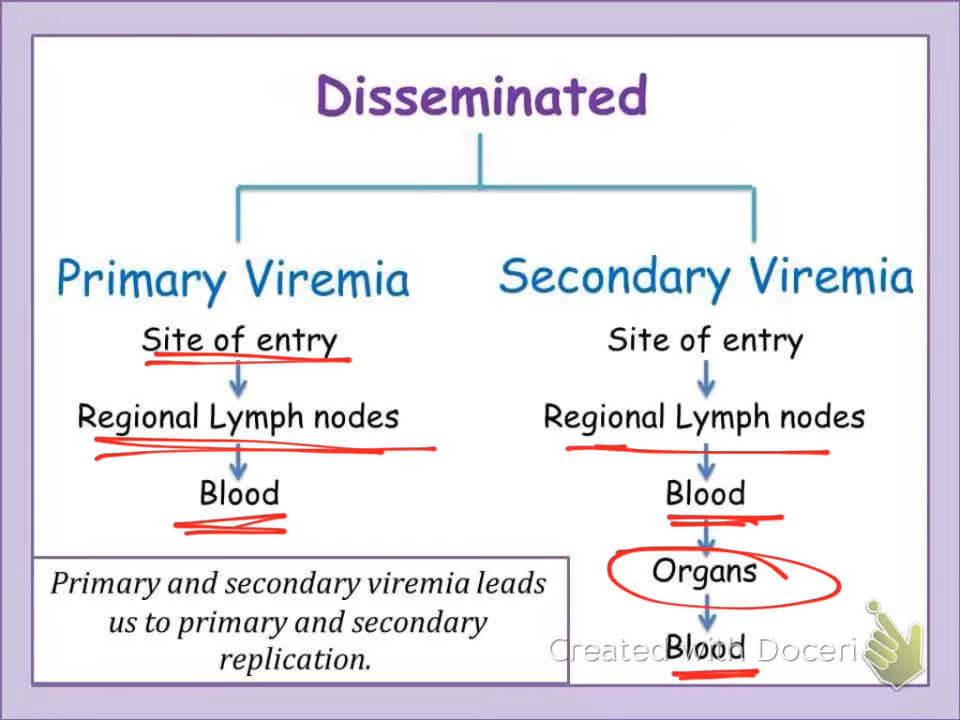 Disseminated
Primary Viremia
Site of entry
Regional Lymph nodes
Blood
Secondary Viremia
Site of entry
Regional Lymph nodes
Blood
Organs
Blood
Primary and secondary viremia leads
us to primary and secondary
replication.
Created with Doceri